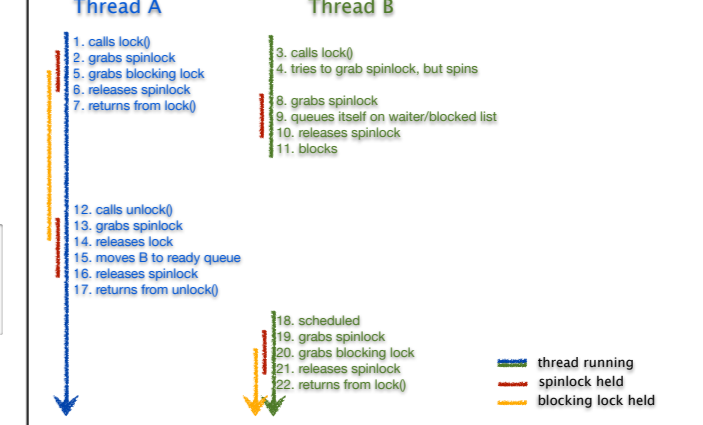 Thread A
1. calls lock()
2. grabs spinlock
5. grabs blocking lock
6. releases spinlock
7. returns from lock()
12. calls unlock()
13. grabs spinlock
14. releases lock
15. moves B to ready queue
16. releases spinlock
17. returns from unlock()
Thread B
3. calls lock()
4. tries to grab spinlock, but spins
8. grabs spinlock
9. queues itself on waiter/blocked list
10. releases spinlock
11. blocks
18. scheduled
19. grabs spinlock
20. grabs blocking lock
21. releases spinlock
22. returns from lock()
thread running
spinlock held
blocking lock held